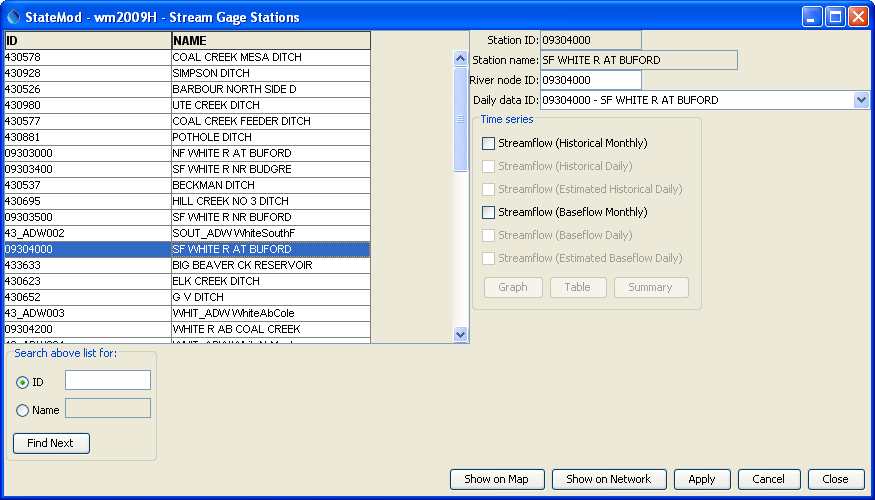 StateMod - wm2009H - Stream Gage Stations
ID NAME
430578 COAL CREEK MESA DITCH
430928 SIMPSON DITCH
430526 BARBOUR NORTH SIDE D
430980 UTE CREEK DITCH
430577 COAL CREEK FEEDER DITCH
430881 POTHOLE DITCH
09303000 NF WHITE R AT BUFORD
09303400 SF WHITE R NR BUDGRE
430537 BECKMAN DITCH
430695 HILL CREEK NO 3 DITCH
09303500 SF WHITE R NR BUFORD
43_ADW002 SOUT_ADW WhiteSouthF
09304000 SF WHITE R AT BUFORD
433633 BIG BEAVER CK RESERVOIR
430623 ELK CREEK DITCH
430652 G V DITCH
43_ADW003 WHIT_ADW WhiteAbCole
09304200 WHITE R AB COAL CREEK
Search above list for:
ID
Name
Find Next
Station ID: 09304000
Station name: SF WHITE R AT BUFORD
River node ID: 09304000
Daily data ID: 09304000 - SF WHITE R AT BUFORD
Time series
Streamflow (Historical Monthly)
Streamflow (Historical Daily)
Streamflow (Estimated Historical Daily)
Streamflow (Baseflow Monthly)
Streamflow (Baseflow Daily)
Streamflow (Estimated Baseflow Daily)
Graph Table Summary
Show on Map Show on Network Apply Cancel Close